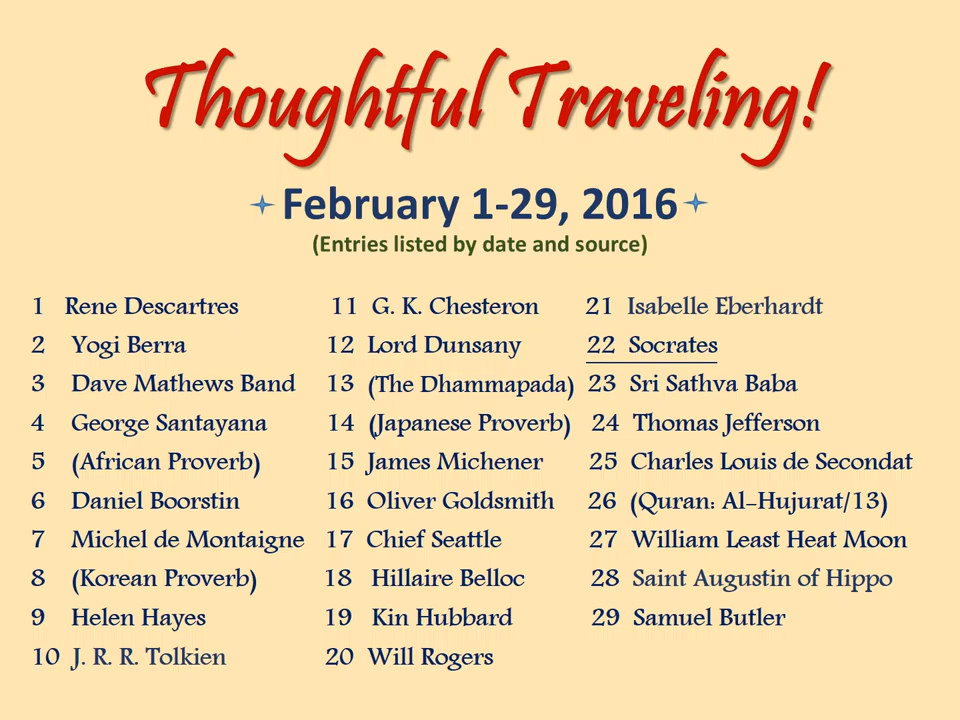 Thoughtful Traveling!
February 1-29, 2016
(Entries listed by date and source)
1 Rene Descartres
2 Yogi Berra
3 Dave Mathews Band
4 George Santayana
5 (African Proverb)
6 Daniel Boorstin
7 Michel de Montaigne
8 (Korean Proverb)
9 Helen Hayes
10 J. R. R. Tolkien
11 G. K. Chesteron
12 Lord Dunsany
13 (The Dhammapada)
14 (Japanese Proverb)
15 James Michener
16 Oliver Goldsmith
17 Chief Seattle
18 Hillaire Belloc
19 Kin Hubbard
20 Will Rogers
21 Isabelle Eberhardt
22 Socrates
23 Sri Sathva Baba
24 Thomas Jefferson
25 Charles Louis de Secondat
26 (Quran: Al-Hujurat/13)
27 William Least Heat Moon
28 Saint Augustin of Hippo
29 Samuel Butler